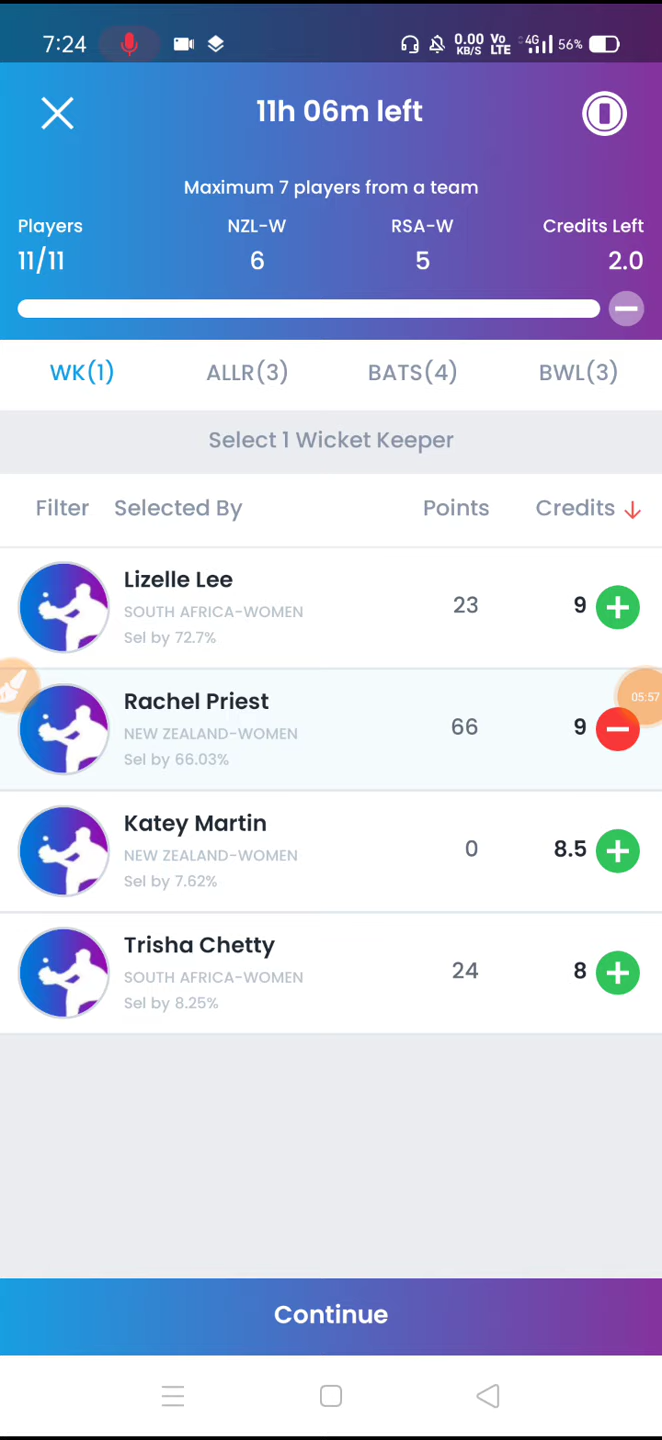 7:24
0.00 KB/S Vo LTE 4G 56%
11h 06m left
Maximum 7 players from a team
Players NZL-W RSA-W Credits Left
11/11 6 5 2.0
WK(1) ALLR(3) BATS(4) BWL(3)
Select 1 Wicket Keeper
Filter Selected By Points Credits
Lizelle Lee
SOUTH AFRICA-WOMEN 23 9
Sel by 72.7%
05:57
Rachel Priest
NEW ZEALAND-WOMEN 66 9
Sel by 66.03%
Katey Martin
NEW ZEALAND-WOMEN 0 8.5
Sel by 7.62%
Trisha Chetty
SOUTH AFRICA-WOMEN 24 8
Sel by 8.25%
Continue